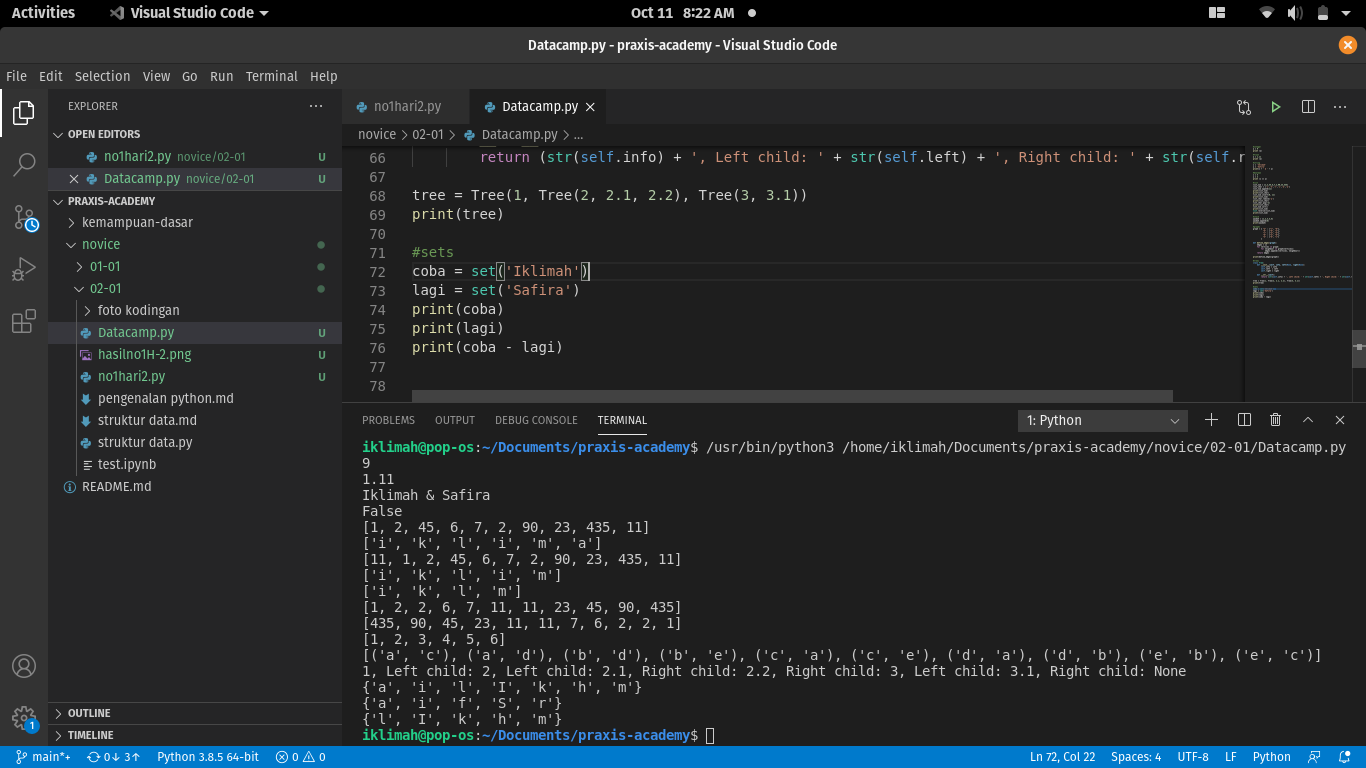 Activities Visual Studio Code Oct 11 8:22 AM
Datacamp.py - praxis-academy - Visual Studio Code
File Edit Selection View Go Run Terminal Help
EXPLORER
OPEN EDITORS
no1hari2.py novice/02-01 U
Datacamp.py novice/02-01 U
PRAXIS-ACADEMY
kemampuan-dasar
novice
01-01
02-01
foto kodingan
Datacamp.py U
hasilno1H-2.png U
no1hari2.py U
pengenalan python.md
struktur data.md
struktur data.py
test.ipynb
README.md
OUTLINE
TIMELINE
1
no1hari2.py Datacamp.py
novice > 02-01 > Datacamp.py > ...
66 return (str(self.info) + ', Left child: ' + str(self.left) + ', Right child: ' + str(self.r
67
68 tree = Tree(1, Tree(2, 2.1, 2.2), Tree(3, 3.1))
69 print(tree)
70
71 #sets
72 coba = set('Iklimah')
73 lagi = set('Safira')
74 print(coba)
75 print(lagi)
76 print(coba - lagi)
77
78
PROBLEMS OUTPUT DEBUG CONSOLE TERMINAL 1: Python
iklimah@pop-os:~/Documents/praxis-academy$ /usr/bin/python3 /home/iklimah/Documents/praxis-academy/novice/02-01/Datacamp.py
9
1.11
Iklimah & Safira
False
[1, 2, 45, 6, 7, 2, 90, 23, 435, 11]
['i', 'k', 'l', 'i', 'm', 'a']
[11, 1, 2, 45, 6, 7, 2, 90, 23, 435, 11]
['i', 'k', 'l', 'i', 'm']
['i', 'k', 'l', 'm']
[1, 2, 2, 6, 7, 11, 11, 23, 45, 90, 435]
[435, 90, 45, 23, 11, 11, 7, 6, 2, 2, 1]
[1, 2, 3, 4, 5, 6]
[('a', 'c'), ('a', 'd'), ('b', 'd'), ('b', 'e'), ('c', 'a'), ('c', 'e'), ('d', 'a'), ('d', 'b'), ('e', 'b'), ('e', 'c')]
1, Left child: 2, Left child: 2.1, Right child: 2.2, Right child: 3, Left child: 3.1, Right child: None
{'a', 'i', 'l', 'I', 'k', 'h', 'm'}
{'a', 'i', 'f', 'S', 'r'}
{'l', 'I', 'k', 'h', 'm'}
iklimah@pop-os:~/Documents/praxis-academy$
main*+ 0↓ 3↑ Python 3.8.5 64-bit 0 0 Ln 72, Col 22 Spaces: 4 UTF-8 LF Python